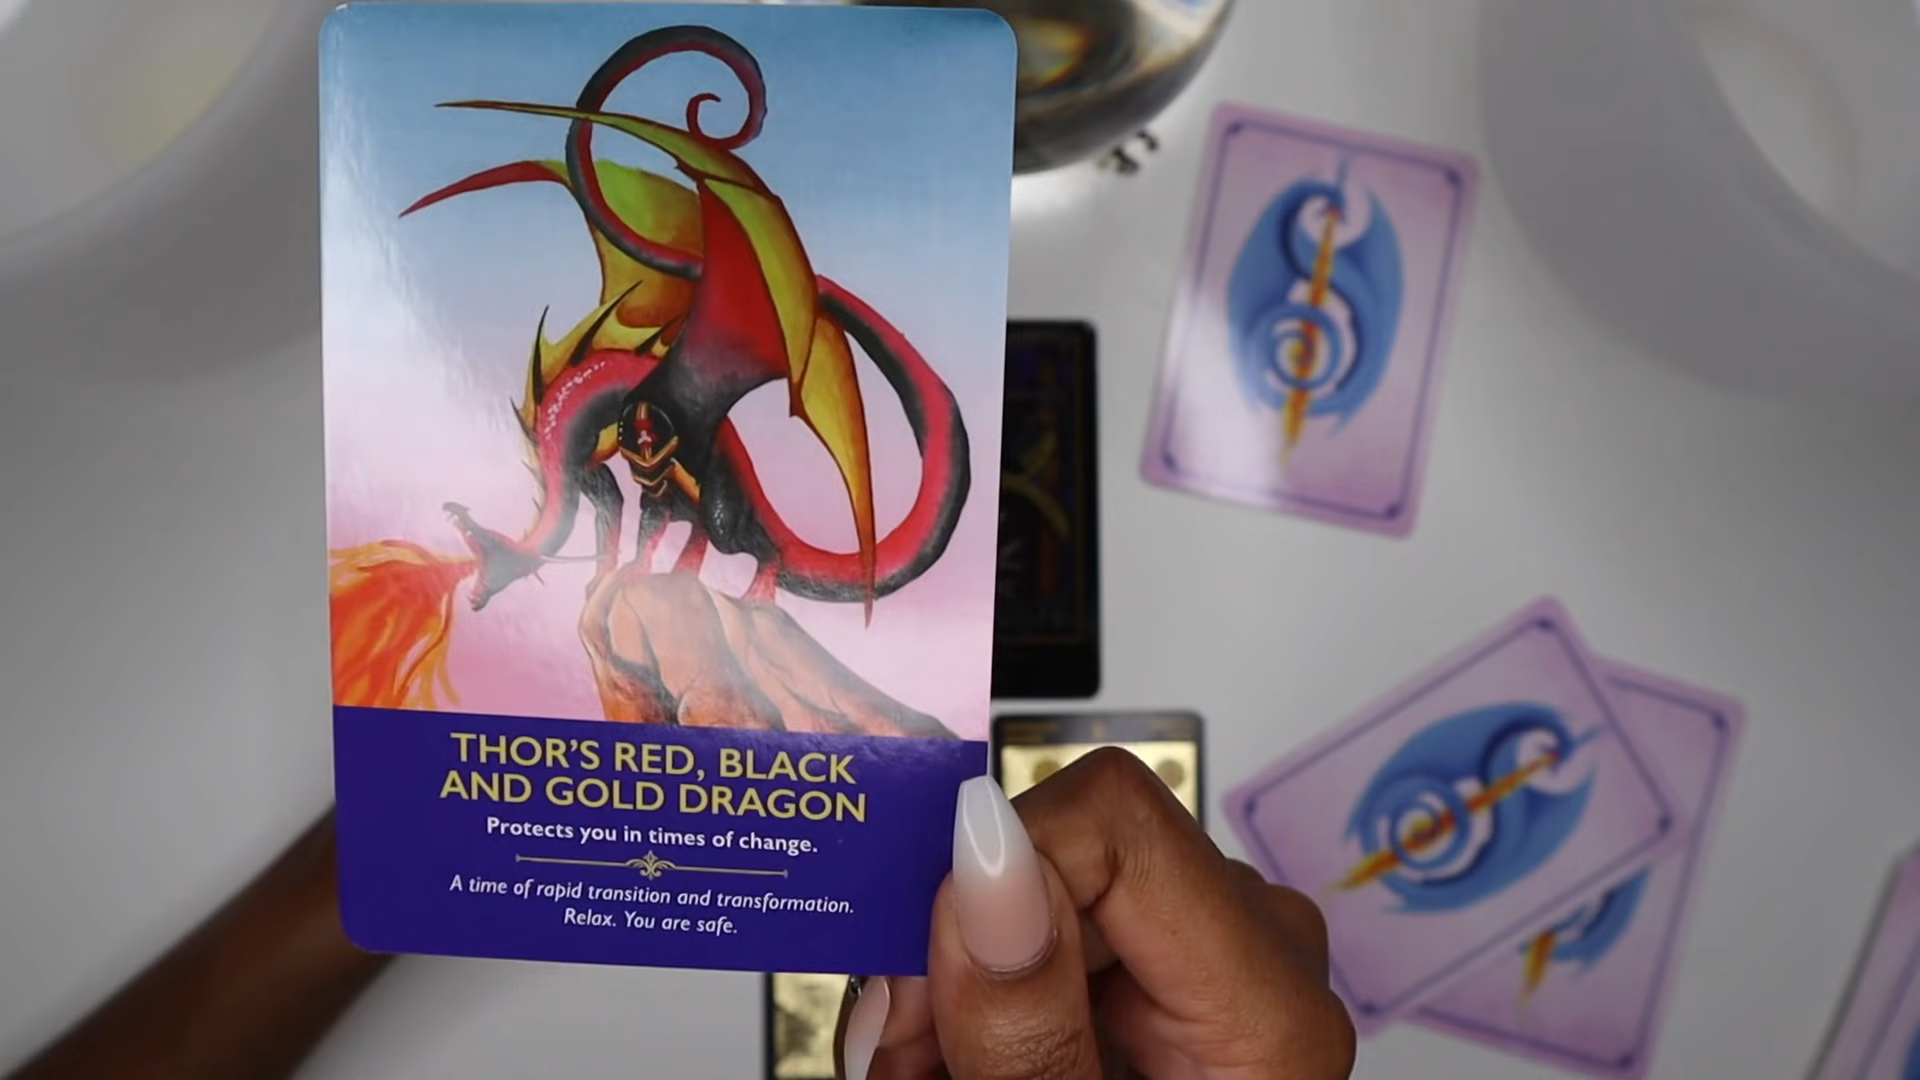 THOR'S RED, BLACK
AND GOLD DRAGON
Protects you in times of change.
A time of rapid transition and transformation.
Relax. You are safe.